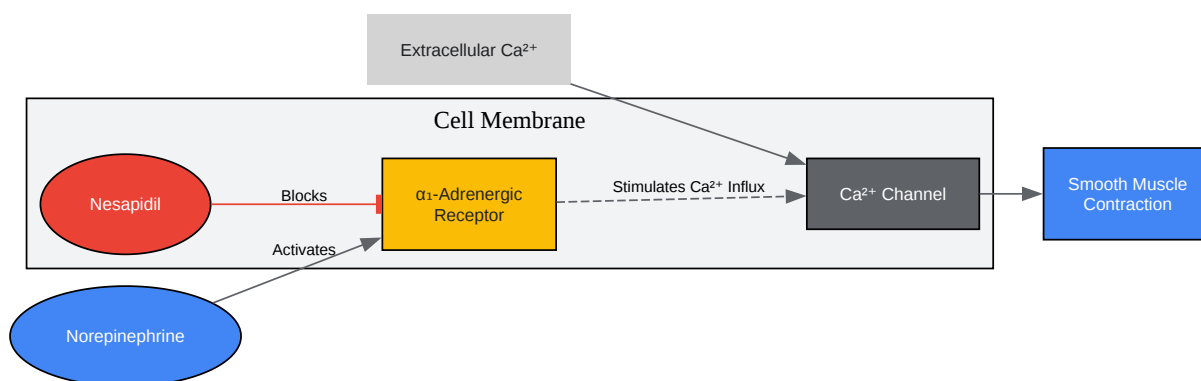 Extracellular Ca²⁺
Cell Membrane
Nesapidil
Blocks
α₁-Adrenergic
Receptor
Stimulates Ca²⁺ Influx
Ca²⁺ Channel
Smooth Muscle
Contraction
Activates
Norepinephrine